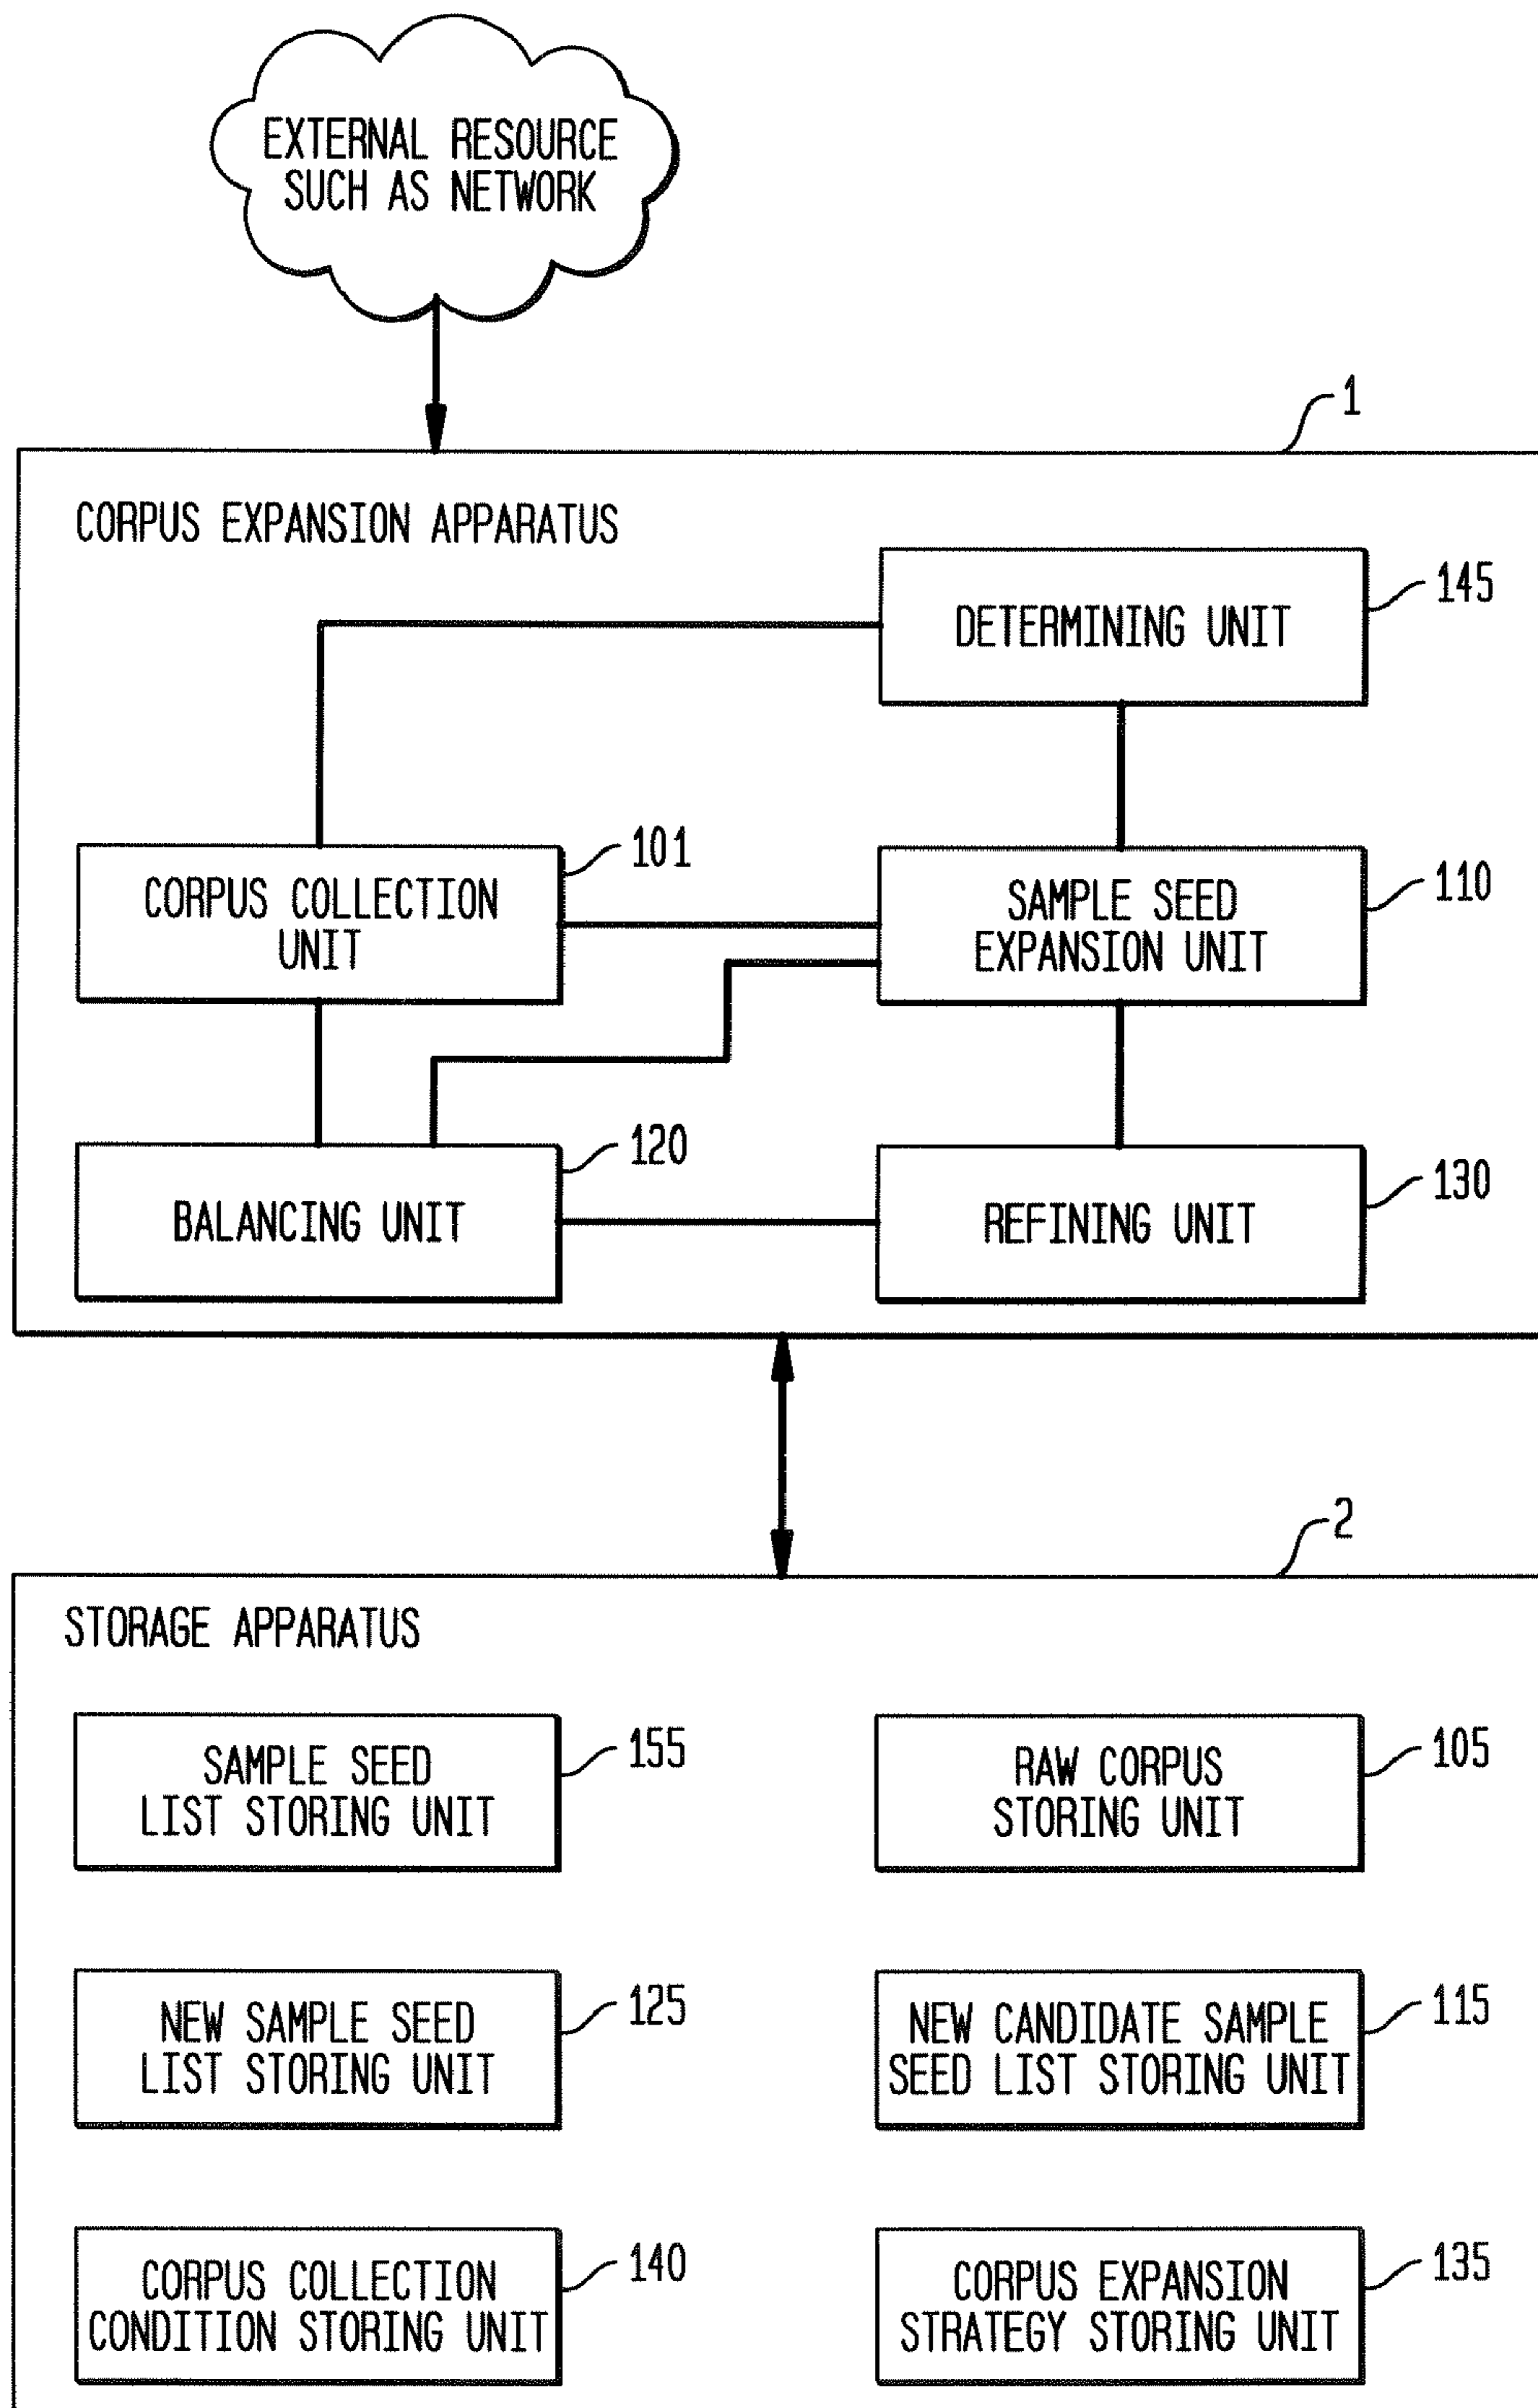 EXTERNAL RESOURCE
SUCH AS NETWORK
1
CORPUS EXPANSION APPARATUS
DETERMINING UNIT
145
CORPUS COLLECTION
UNIT
101
SAMPLE SEED
EXPANSION UNIT
110
BALANCING UNIT
120
REFINING UNIT
130
2
STORAGE APPARATUS
SAMPLE SEED
LIST STORING UNIT
155
RAW CORPUS
STORING UNIT
105
NEW SAMPLE SEED
LIST STORING UNIT
125
NEW CANDIDATE SAMPLE
SEED LIST STORING UNIT
115
CORPUS COLLECTION
CONDITION STORING UNIT
140
CORPUS EXPANSION
STRATEGY STORING UNIT
135